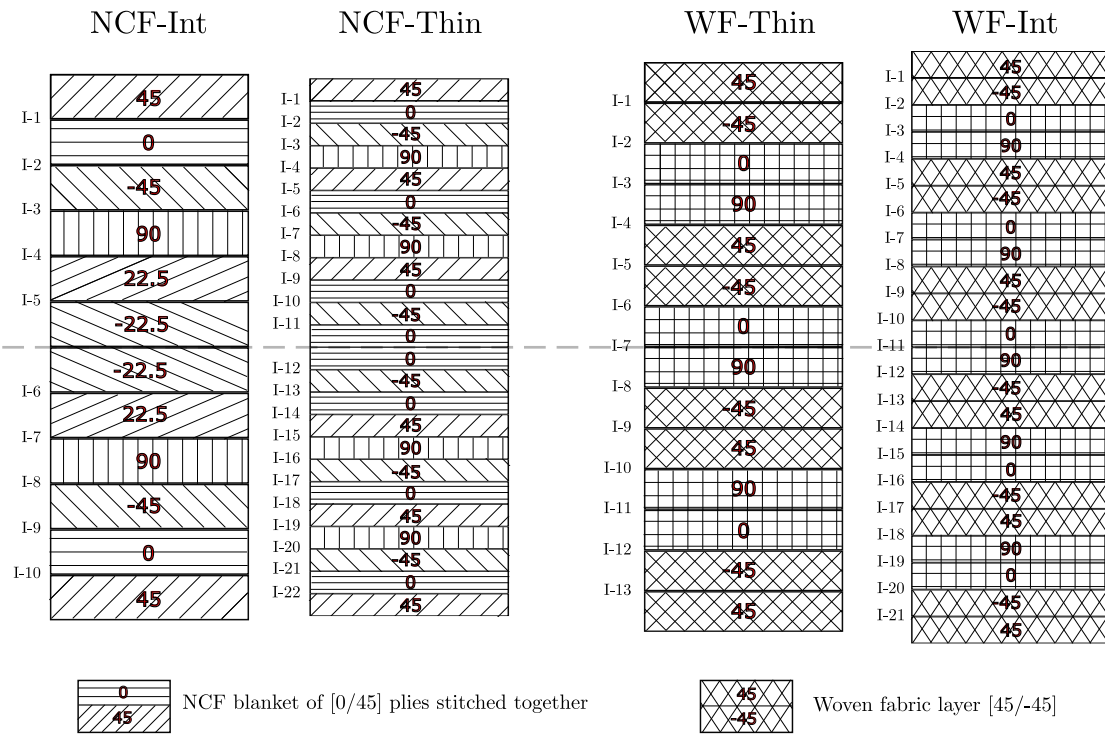 NCF-Int
45
I-1
0
I-2
-45
I-3
90
I-4
22.5
I-5
-22.5
-22.5
I-6
22.5
I-7
90
I-8
-45
I-9
0
I-10
45
NCF-Thin
45
I-1
0
I-2
-45
I-3
90
I-4
45
I-5
0
I-6
-45
I-7
90
I-8
45
I-9
0
I-10
-45
I-11
0
0
I-12
-45
I-13
0
I-14
45
I-15
90
I-16
-45
I-17
0
I-18
45
I-19
90
I-20
-45
I-21
0
I-22
45
WF-Thin
45
I-1
-45
I-2
0
I-3
90
I-4
45
I-5
-45
I-6
0
I-7
90
I-8
-45
I-9
45
I-10
90
I-11
0
I-12
-45
I-13
45
WF-Int
45
I-1
-45
I-2
0
I-3
90
I-4
45
I-5
-45
I-6
0
I-7
90
I-8
45
I-9
-45
I-10
0
I-11
90
I-12
-45
I-13
45
I-14
90
I-15
0
I-16
-45
I-17
45
I-18
90
I-19
0
I-20
-45
I-21
45
0
45
NCF blanket of [0/45] plies stitched together
45
-45
Woven fabric layer [45/-45]